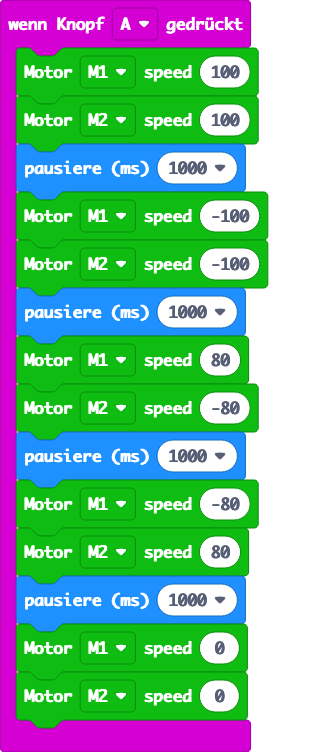 wenn Knopf A gedrückt
Motor M1 speed 100
Motor M2 speed 100
pausiere (ms) 1000
Motor M1 speed -100
Motor M2 speed -100
pausiere (ms) 1000
Motor M1 speed 80
Motor M2 speed -80
pausiere (ms) 1000
Motor M1 speed -80
Motor M2 speed 80
pausiere (ms) 1000
Motor M1 speed 0
Motor M2 speed 0